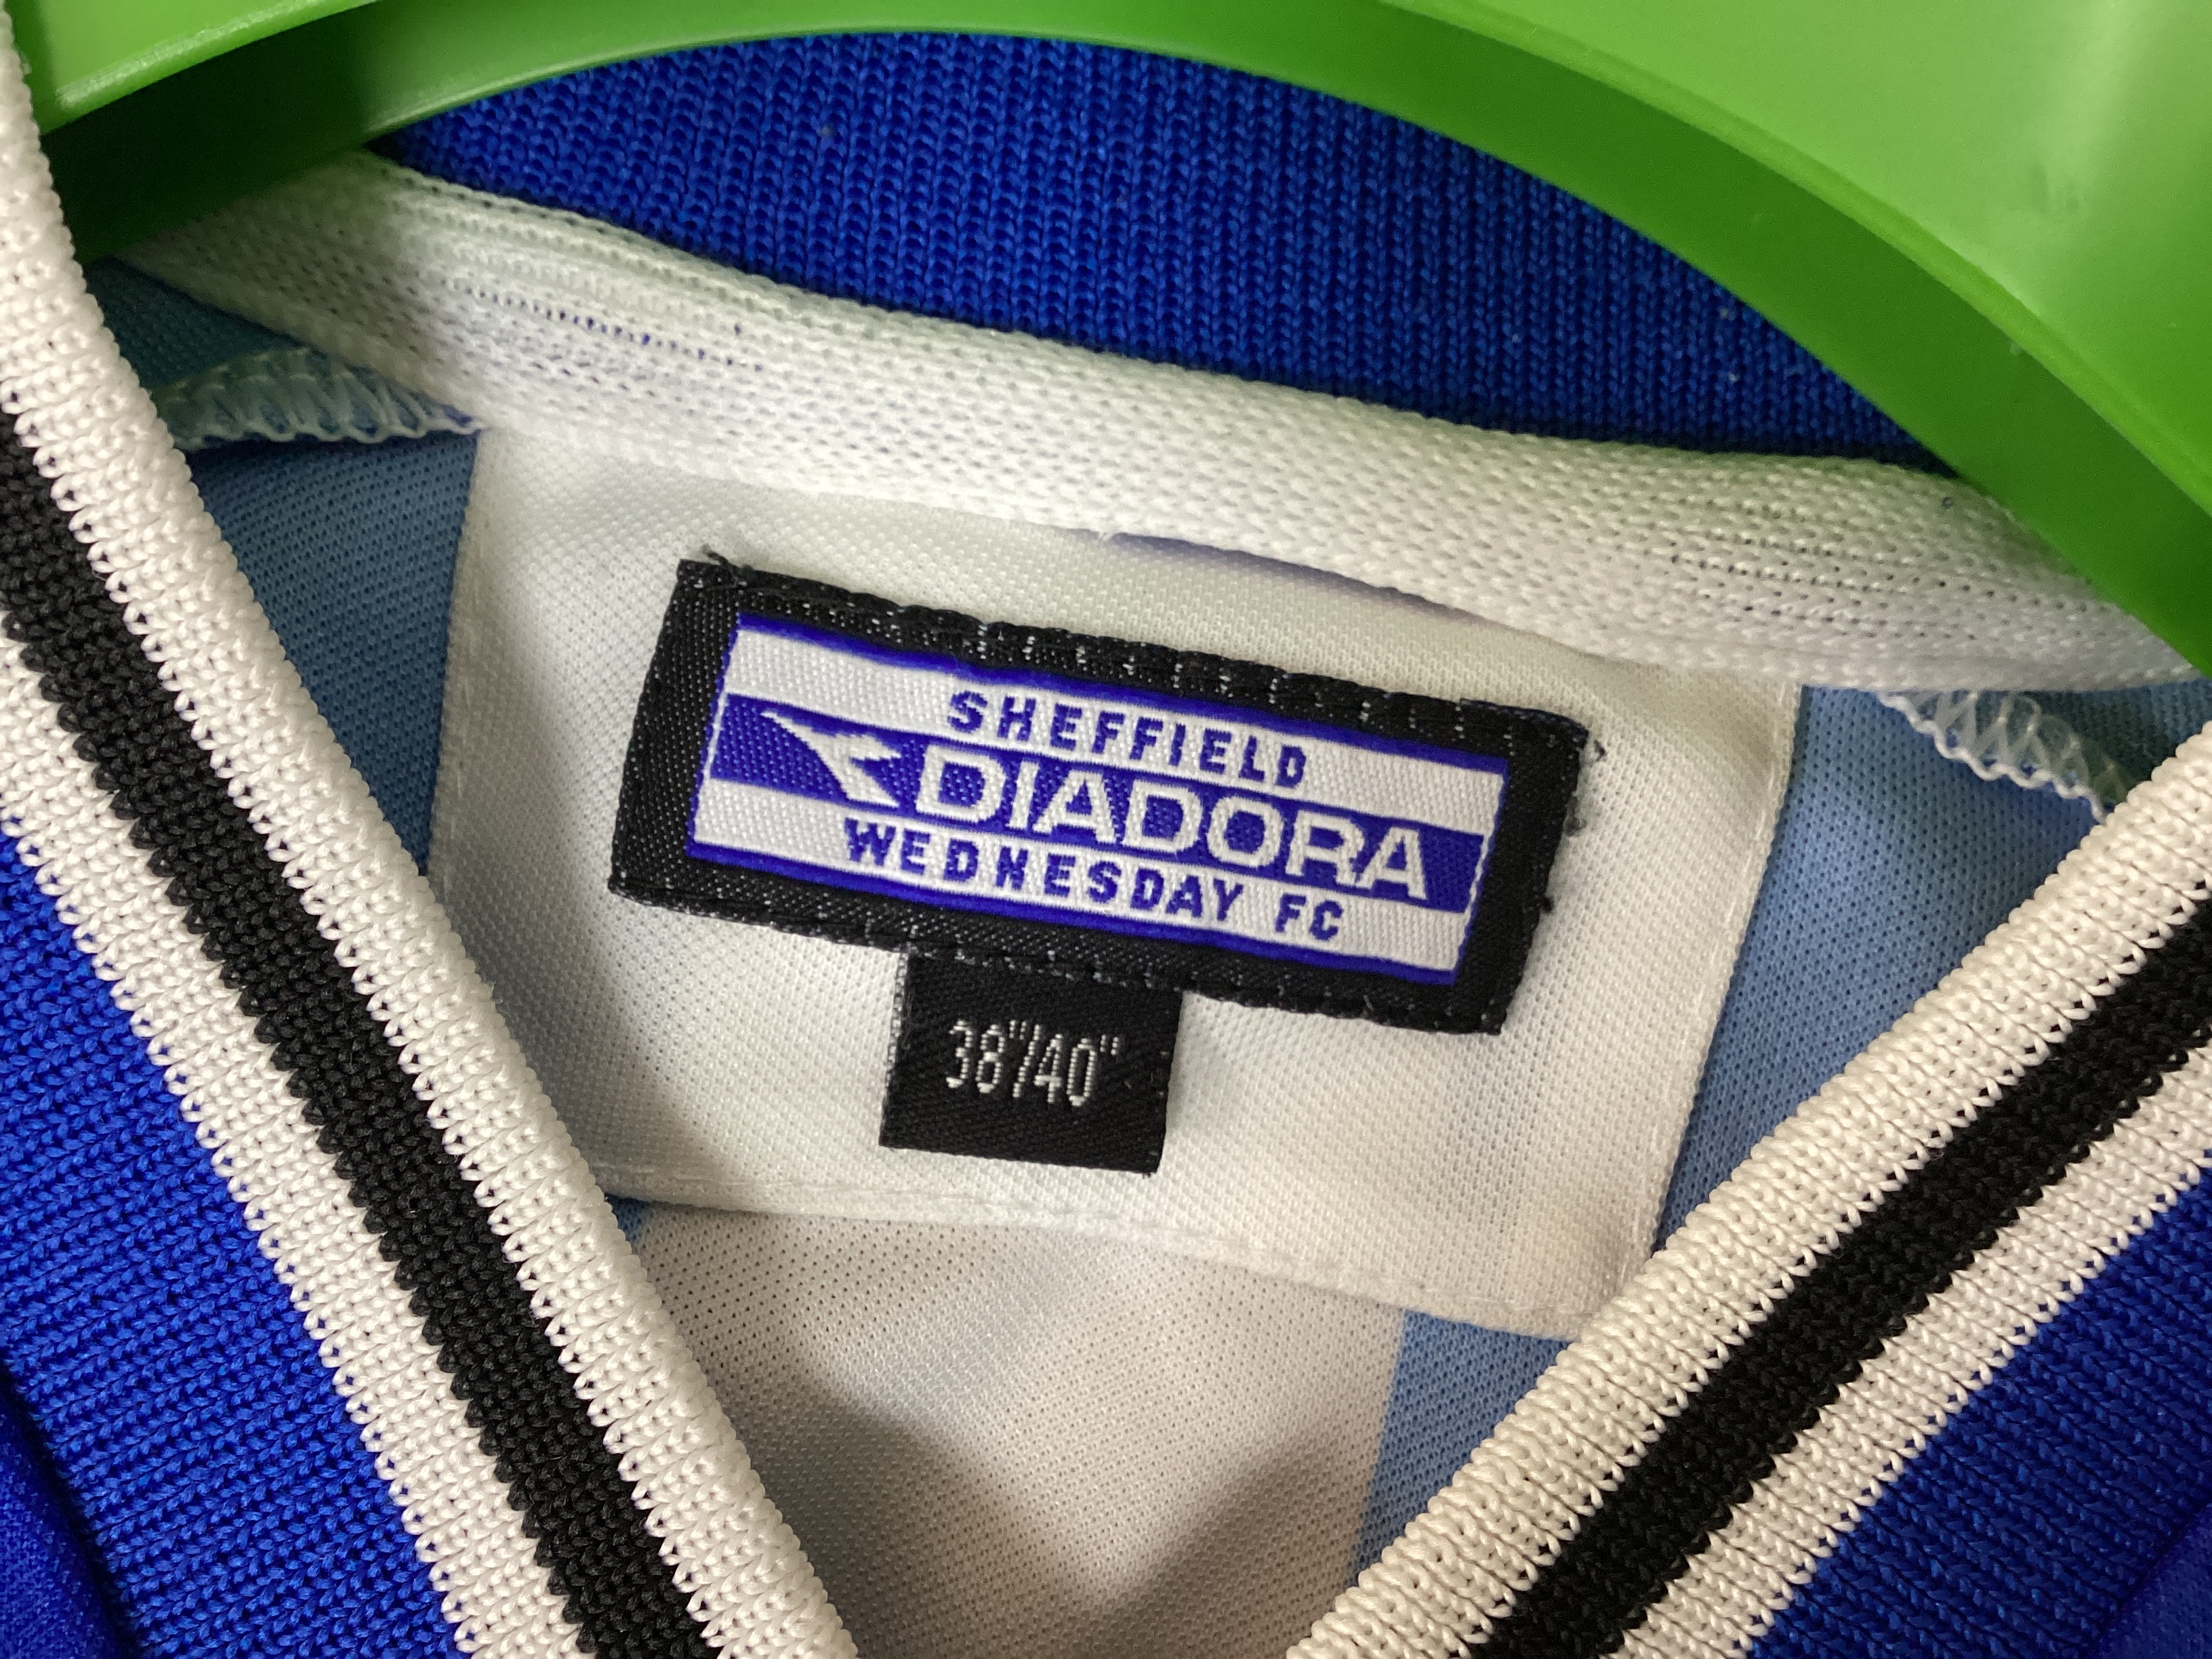 SHEFFIELD
DIADORA
WEDNESDAY FC
38"/40"